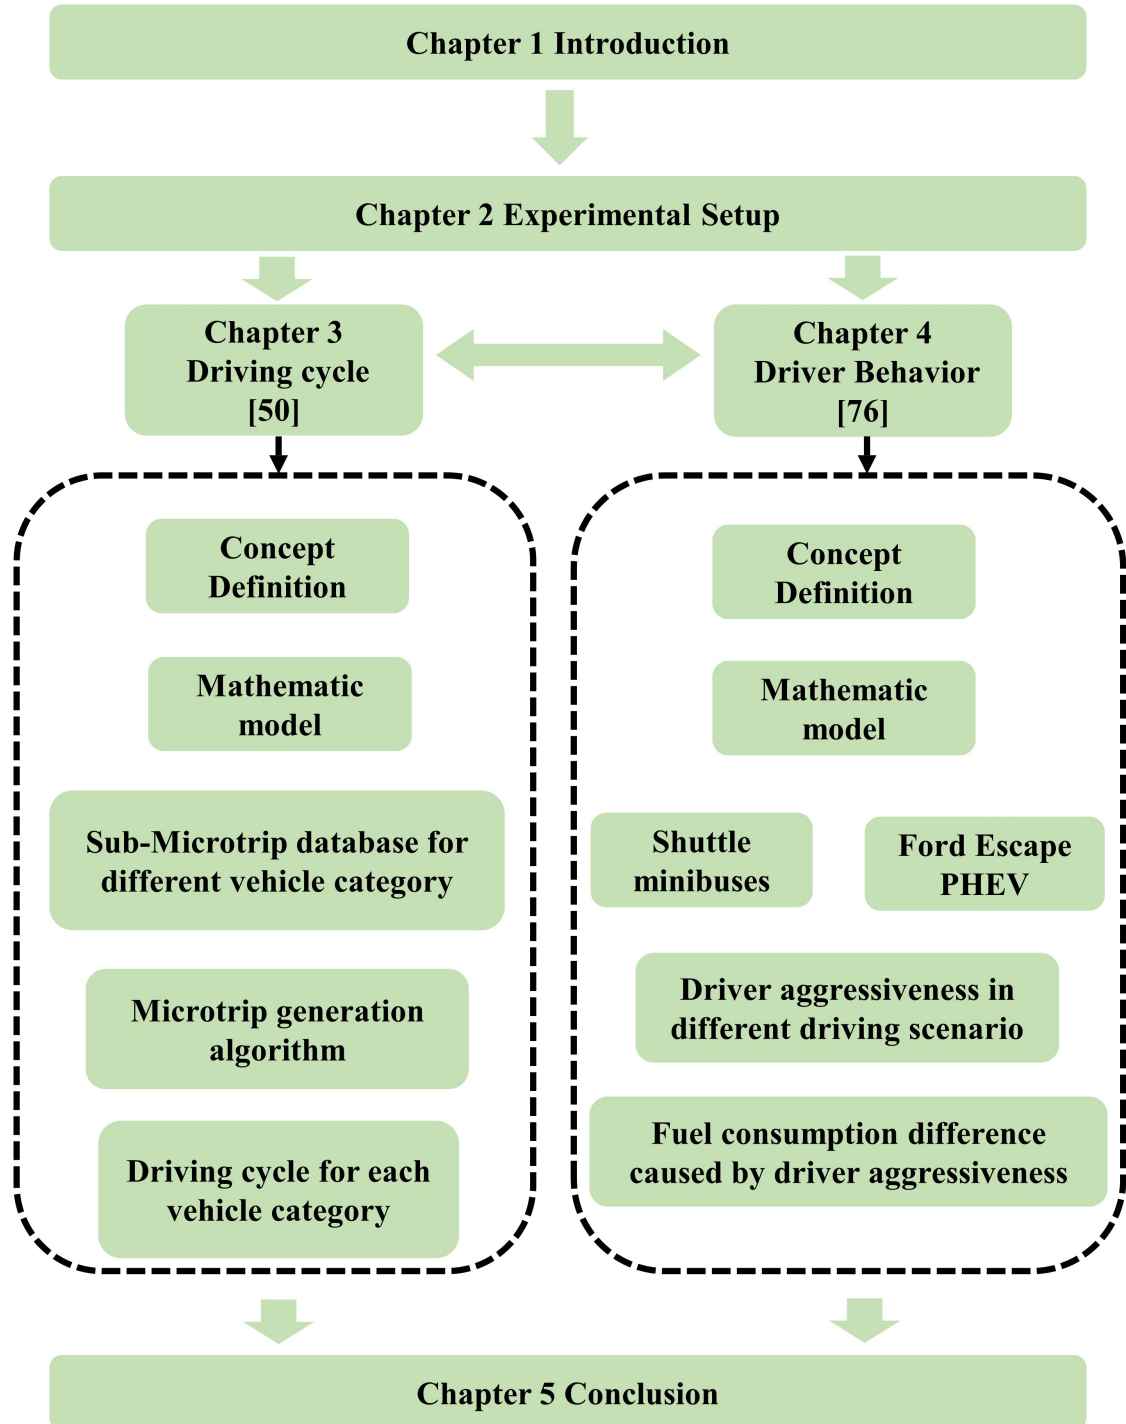 Chapter 1 Introduction
Chapter 2 Experimental Setup
Chapter 3
Driving cycle
[50]
Chapter 4
Driver Behavior
[76]
Concept
Definition
Mathematic
model
Sub-Microtrip database for
different vehicle category
Microtrip generation
algorithm
Driving cycle for each
vehicle category
Concept
Definition
Mathematic
model
Shuttle
minibuses
Ford Escape
PHEV
Driver aggressiveness in
different driving scenario
Fuel consumption difference
caused by driver aggressiveness
Chapter 5 Conclusion